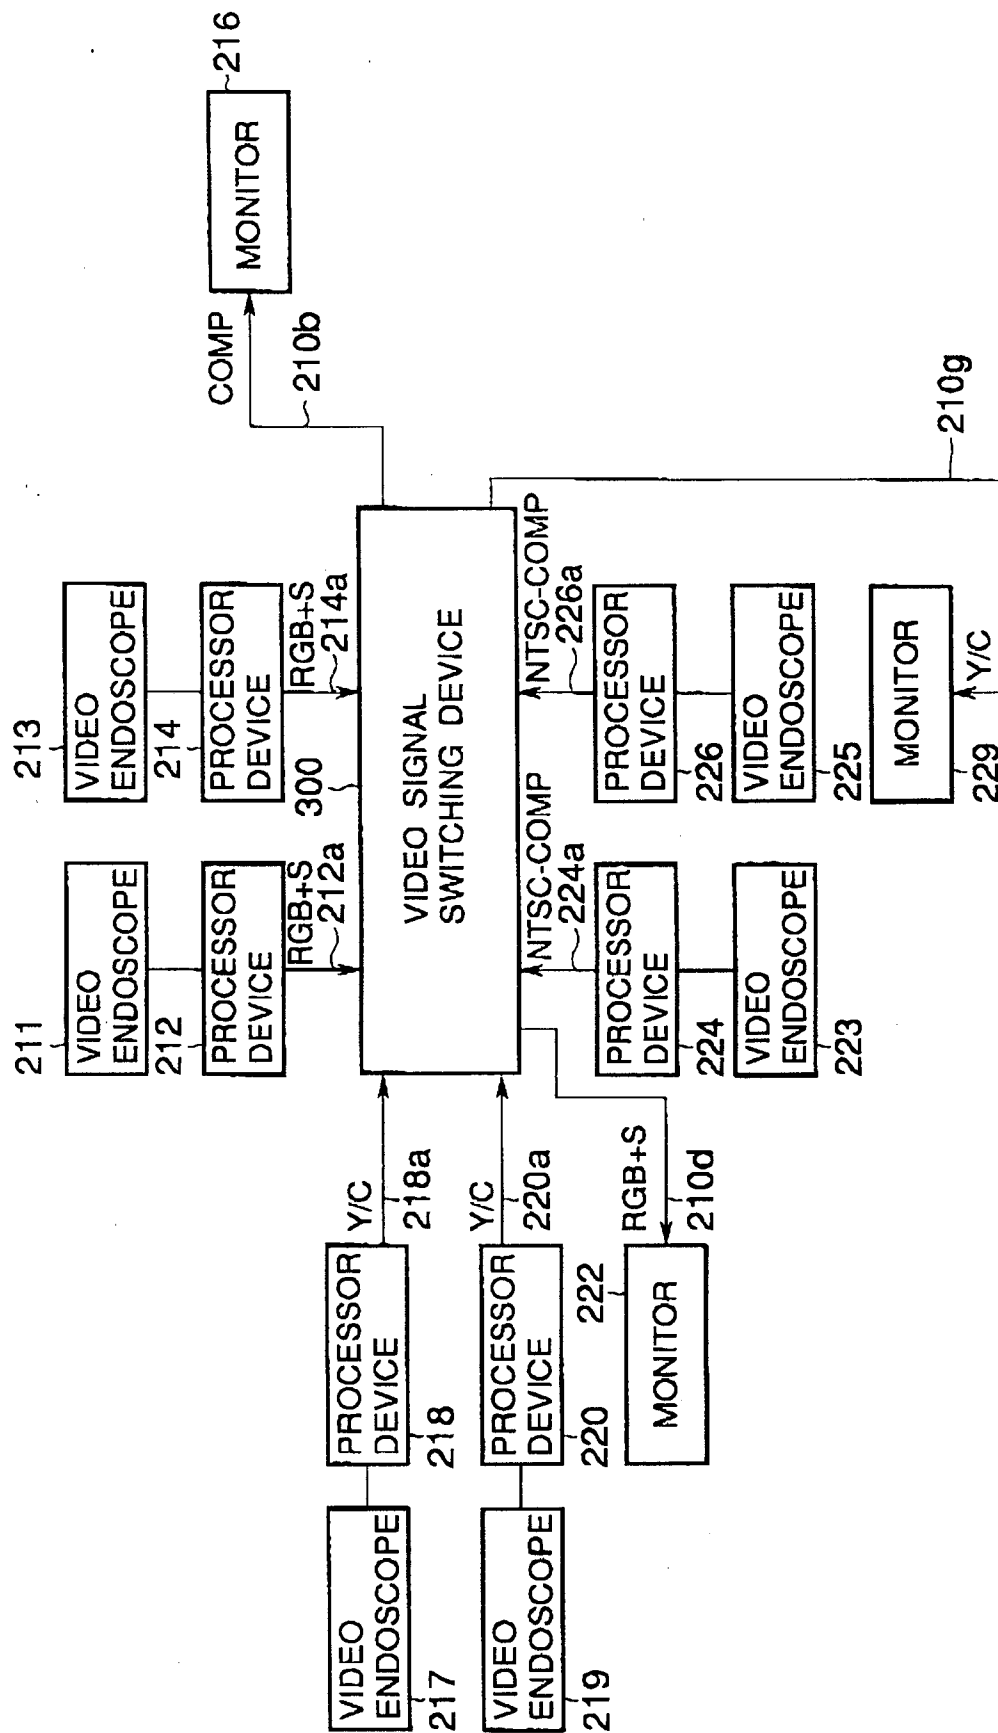 216
MONITOR
COMP
210b
210g
213
VIDEO
ENDOSCOPE
214
PROCESSOR
DEVICE
RGB+S
214a
300
211
VIDEO
ENDOSCOPE
212
PROCESSOR
DEVICE
RGB+S
212a
VIDEO SIGNAL
SWITCHING DEVICE
NTSC-COMP
226a
PROCESSOR
DEVICE
226
VIDEO
ENDOSCOPE
225
MONITOR
229
Y/C
NTSC-COMP
224a
PROCESSOR
DEVICE
224
VIDEO
ENDOSCOPE
223
Y/C
218a
PROCESSOR
DEVICE
218
VIDEO
ENDOSCOPE
217
Y/C
220a
PROCESSOR
DEVICE
220
VIDEO
ENDOSCOPE
219
RGB+S
210d
222
MONITOR